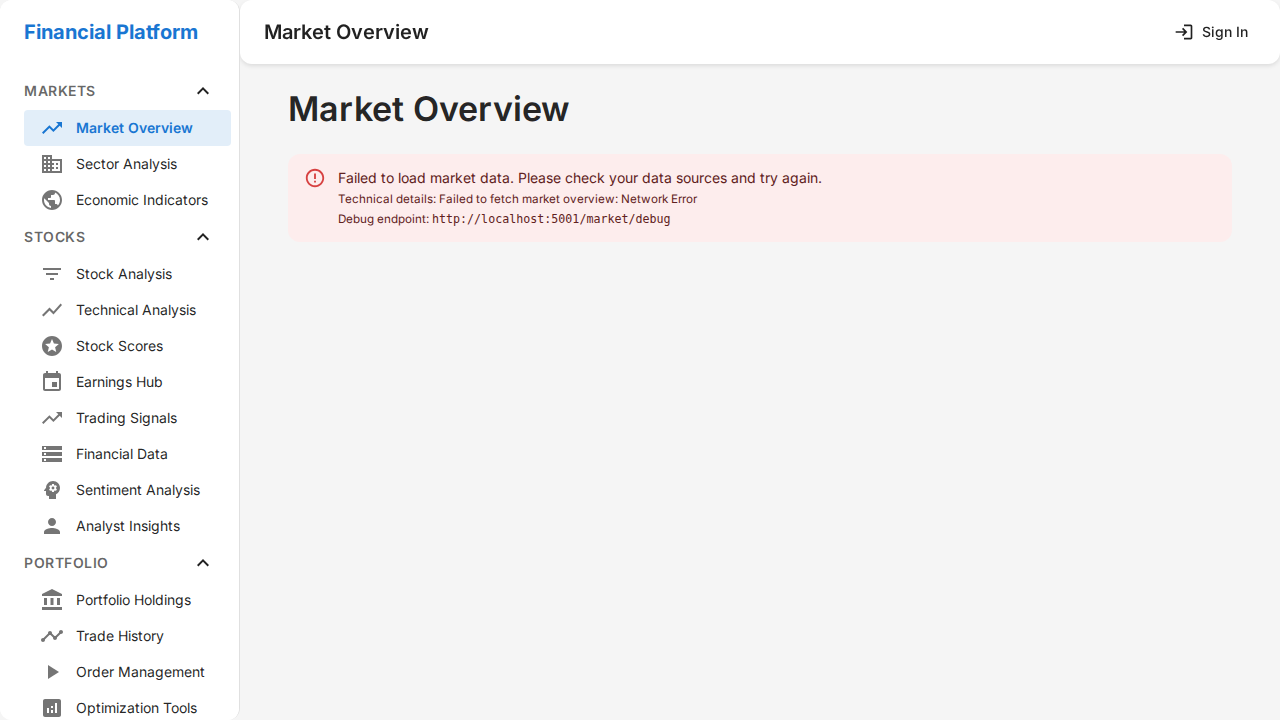 Financial Platform
MARKETS
Market Overview
Sector Analysis
Economic Indicators
STOCKS
Stock Analysis
Technical Analysis
Stock Scores
Earnings Hub
Trading Signals
Financial Data
Sentiment Analysis
Analyst Insights
PORTFOLIO
Portfolio Holdings
Trade History
Order Management
Optimization Tools
Market Overview
Sign In
Market Overview
Failed to load market data. Please check your data sources and try again.
Technical details: Failed to fetch market overview: Network Error
Debug endpoint: http://localhost:5001/market/debug